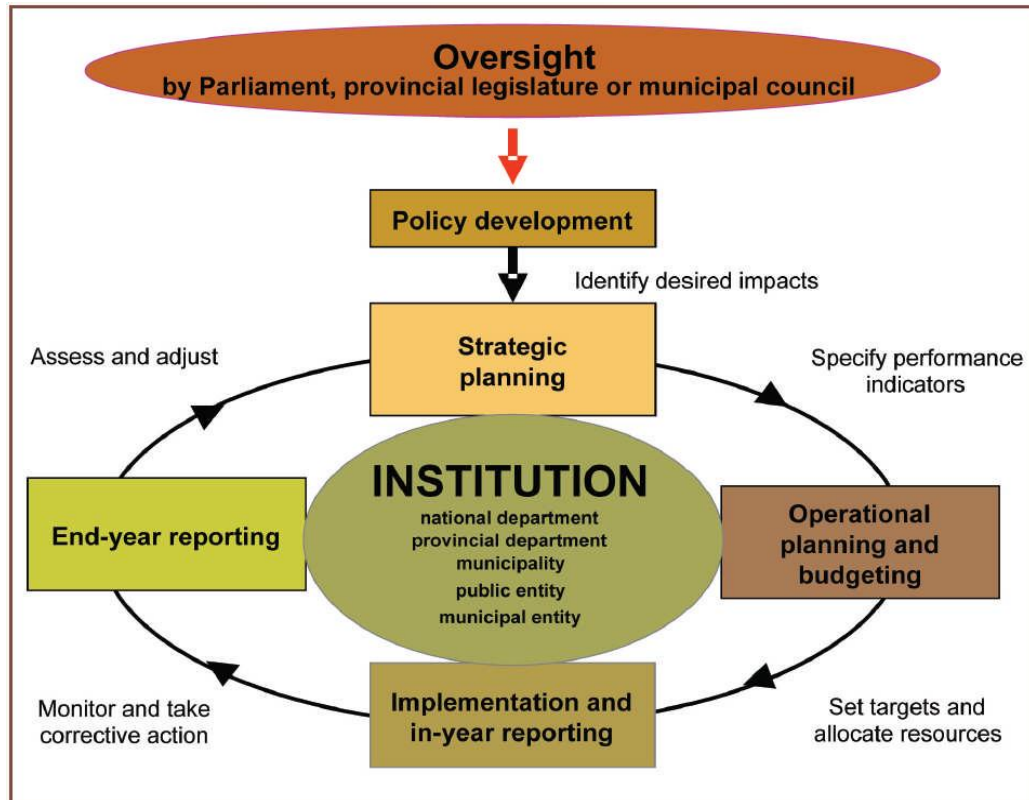 Oversight
by Parliament, provincial legislature or municipal council
Policy development
Identify desired impacts
Strategic
planning
Assess and adjust
Specify performance
indicators
INSTITUTION
national department
provincial department
municipality
public entity
municipal entity
End-year reporting
Operational
planning and
budgeting
Implementation and
in-year reporting
Monitor and take
corrective action
Set targets and
allocate resources